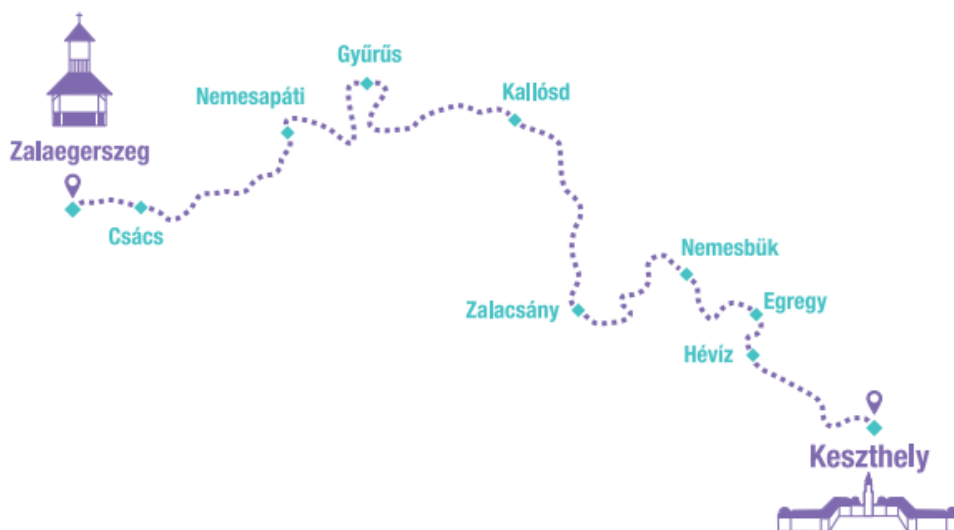 Gyűrűs
Nemesapáti
Kallósd
Zalaegerszeg
Csács
Nemesbük
Zalacsány
Egregy
Hévíz
Keszthely